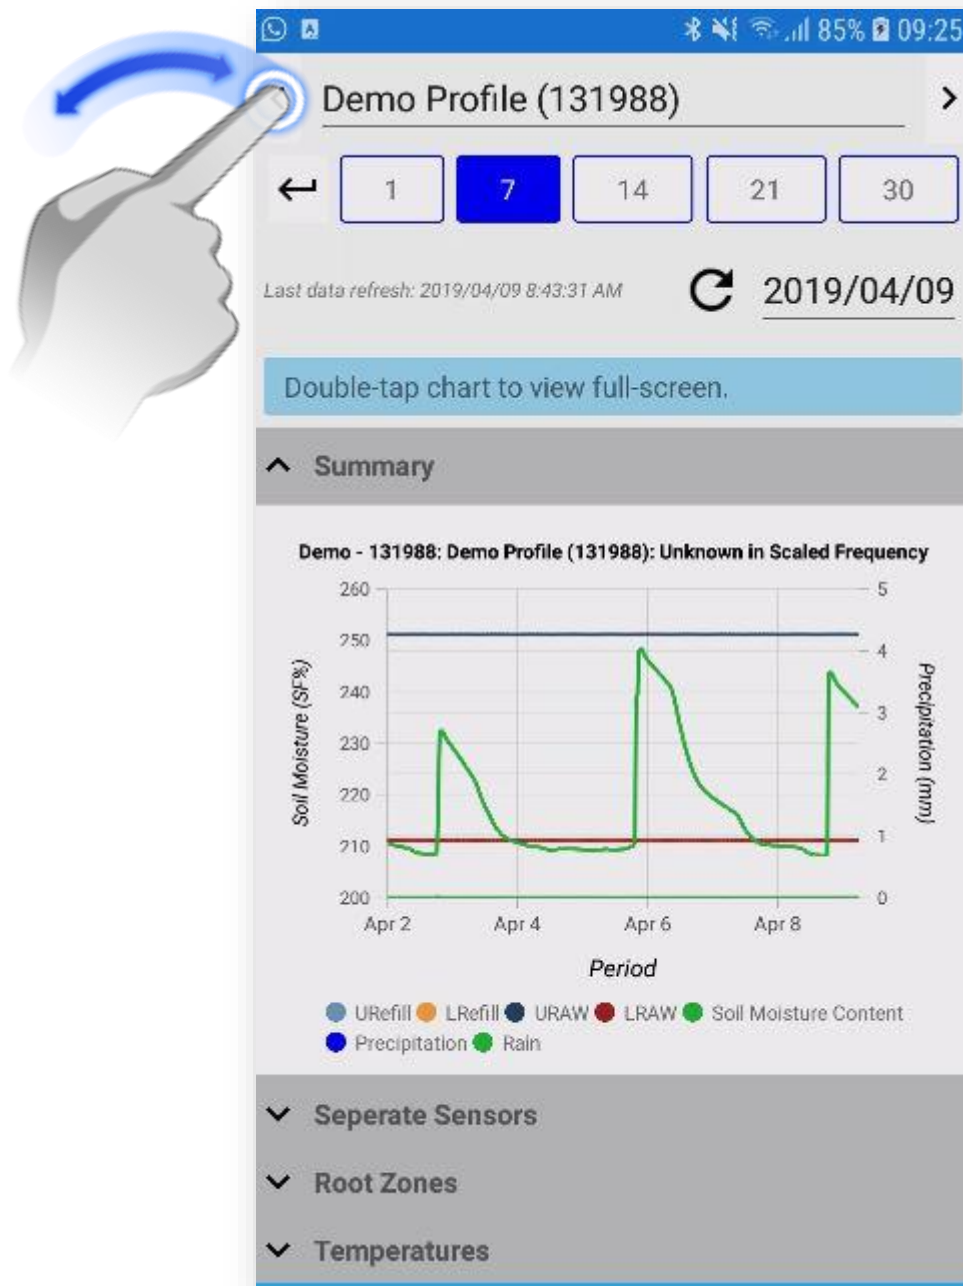 85% 09:25
Demo Profile (131988)
1 7 14 21 30
Last data refresh: 2019/04/09 8:43:31 AM
2019/04/09
Double-tap chart to view full-screen.
Summary
Demo - 131988: Demo Profile (131988): Unknown in Scaled Frequency
Soil Moisture (SF%)
260
250
240
230
220
210
200
5
4
3
2
1
0
Precipitation (mm)
Apr 2 Apr 4 Apr 6 Apr 8
Period
URefill LRefill URAW LRAW Soil Moisture Content
Precipitation Rain
Seperate Sensors
Root Zones
Temperatures